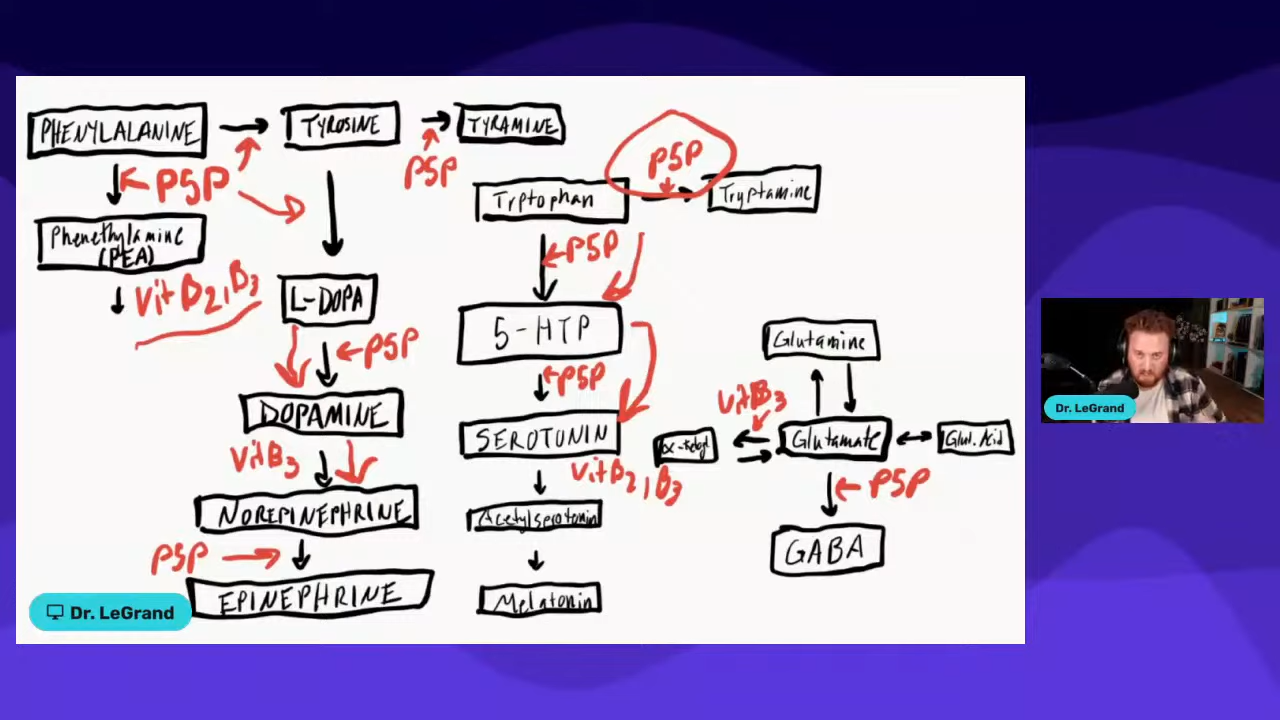 PHENYLALANINE
TYROSINE
TYRAMINE
P5P
P5P
Phenethylamine
(PEA)
Vit B2, B3
L-DOPA
P5P
DOPAMINE
Vit B3
NOREPINEPHRINE
P5P
EPINEPHRINE
P5P
Trptophan
Tryptamine
P5P
5-HTP
P5P
SEROTONIN
Vit B2, B3
Acetylserotonin
Melatonin
Glutamine
Vit B3
Glutamate
Glut. Acid
P5P
GABA
Dr. LeGrand
Dr. LeGrand